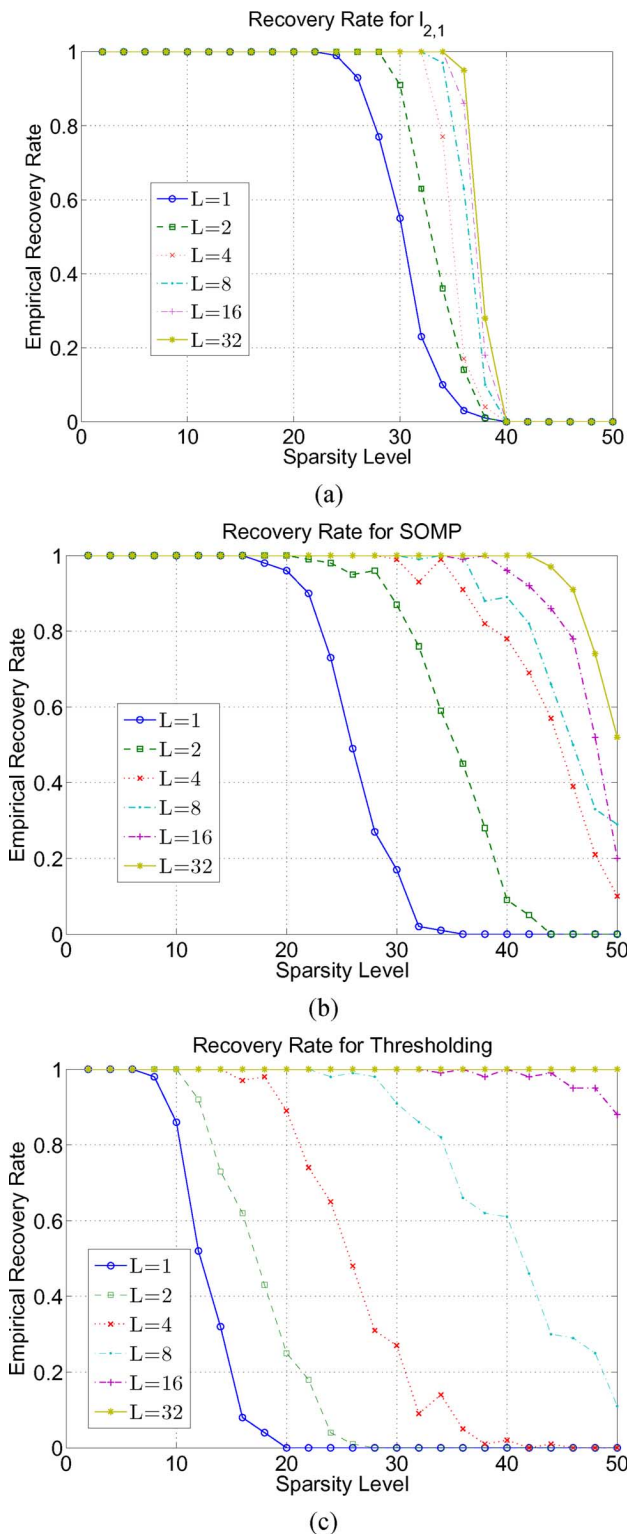 Recovery Rate for l2,1
Empirical Recovery Rate
1
0.8
0.6
0.4
0.2
0
L=1
L=2
L=4
L=8
L=16
L=32
0 10 20 30 40 50
Sparsity Level
(a)
Recovery Rate for SOMP
Empirical Recovery Rate
1
0.8
0.6
0.4
0.2
0
L=1
L=2
L=4
L=8
L=16
L=32
0 10 20 30 40 50
Sparsity Level
(b)
Recovery Rate for Thresholding
Empirical Recovery Rate
1
0.8
0.6
0.4
0.2
0
L=1
L=2
L=4
L=8
L=16
L=32
0 10 20 30 40 50
Sparsity Level
(c)